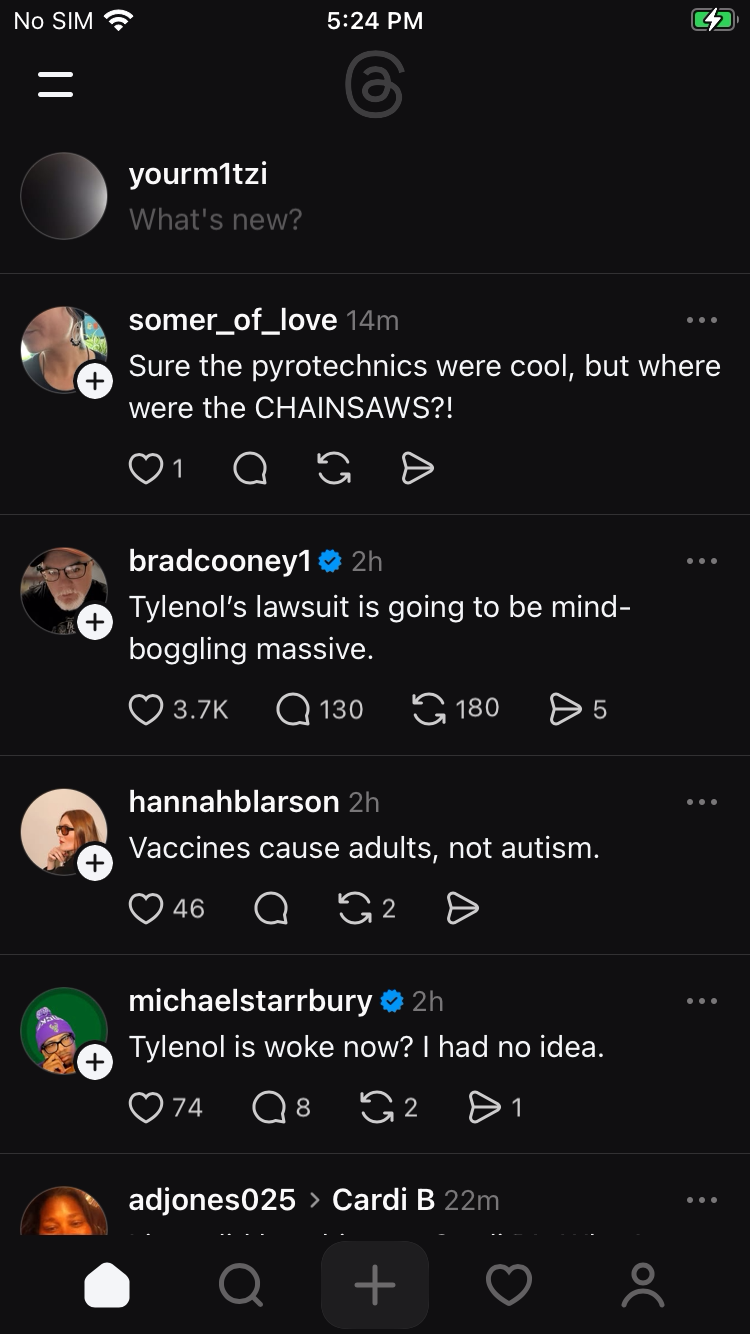 No SIM 5:24 PM
yourm1tzi
What's new?
somer_of_love 14m
Sure the pyrotechnics were cool, but where
were the CHAINSAWS?!
1
bradcooney1 2h
Tylenol’s lawsuit is going to be mind-
boggling massive.
3.7K 130 180 5
hannahblarson 2h
Vaccines cause adults, not autism.
46 2
michaelstarrbury 2h
Tylenol is woke now? I had no idea.
74 8 2 1
adjones025 > Cardi B 22m